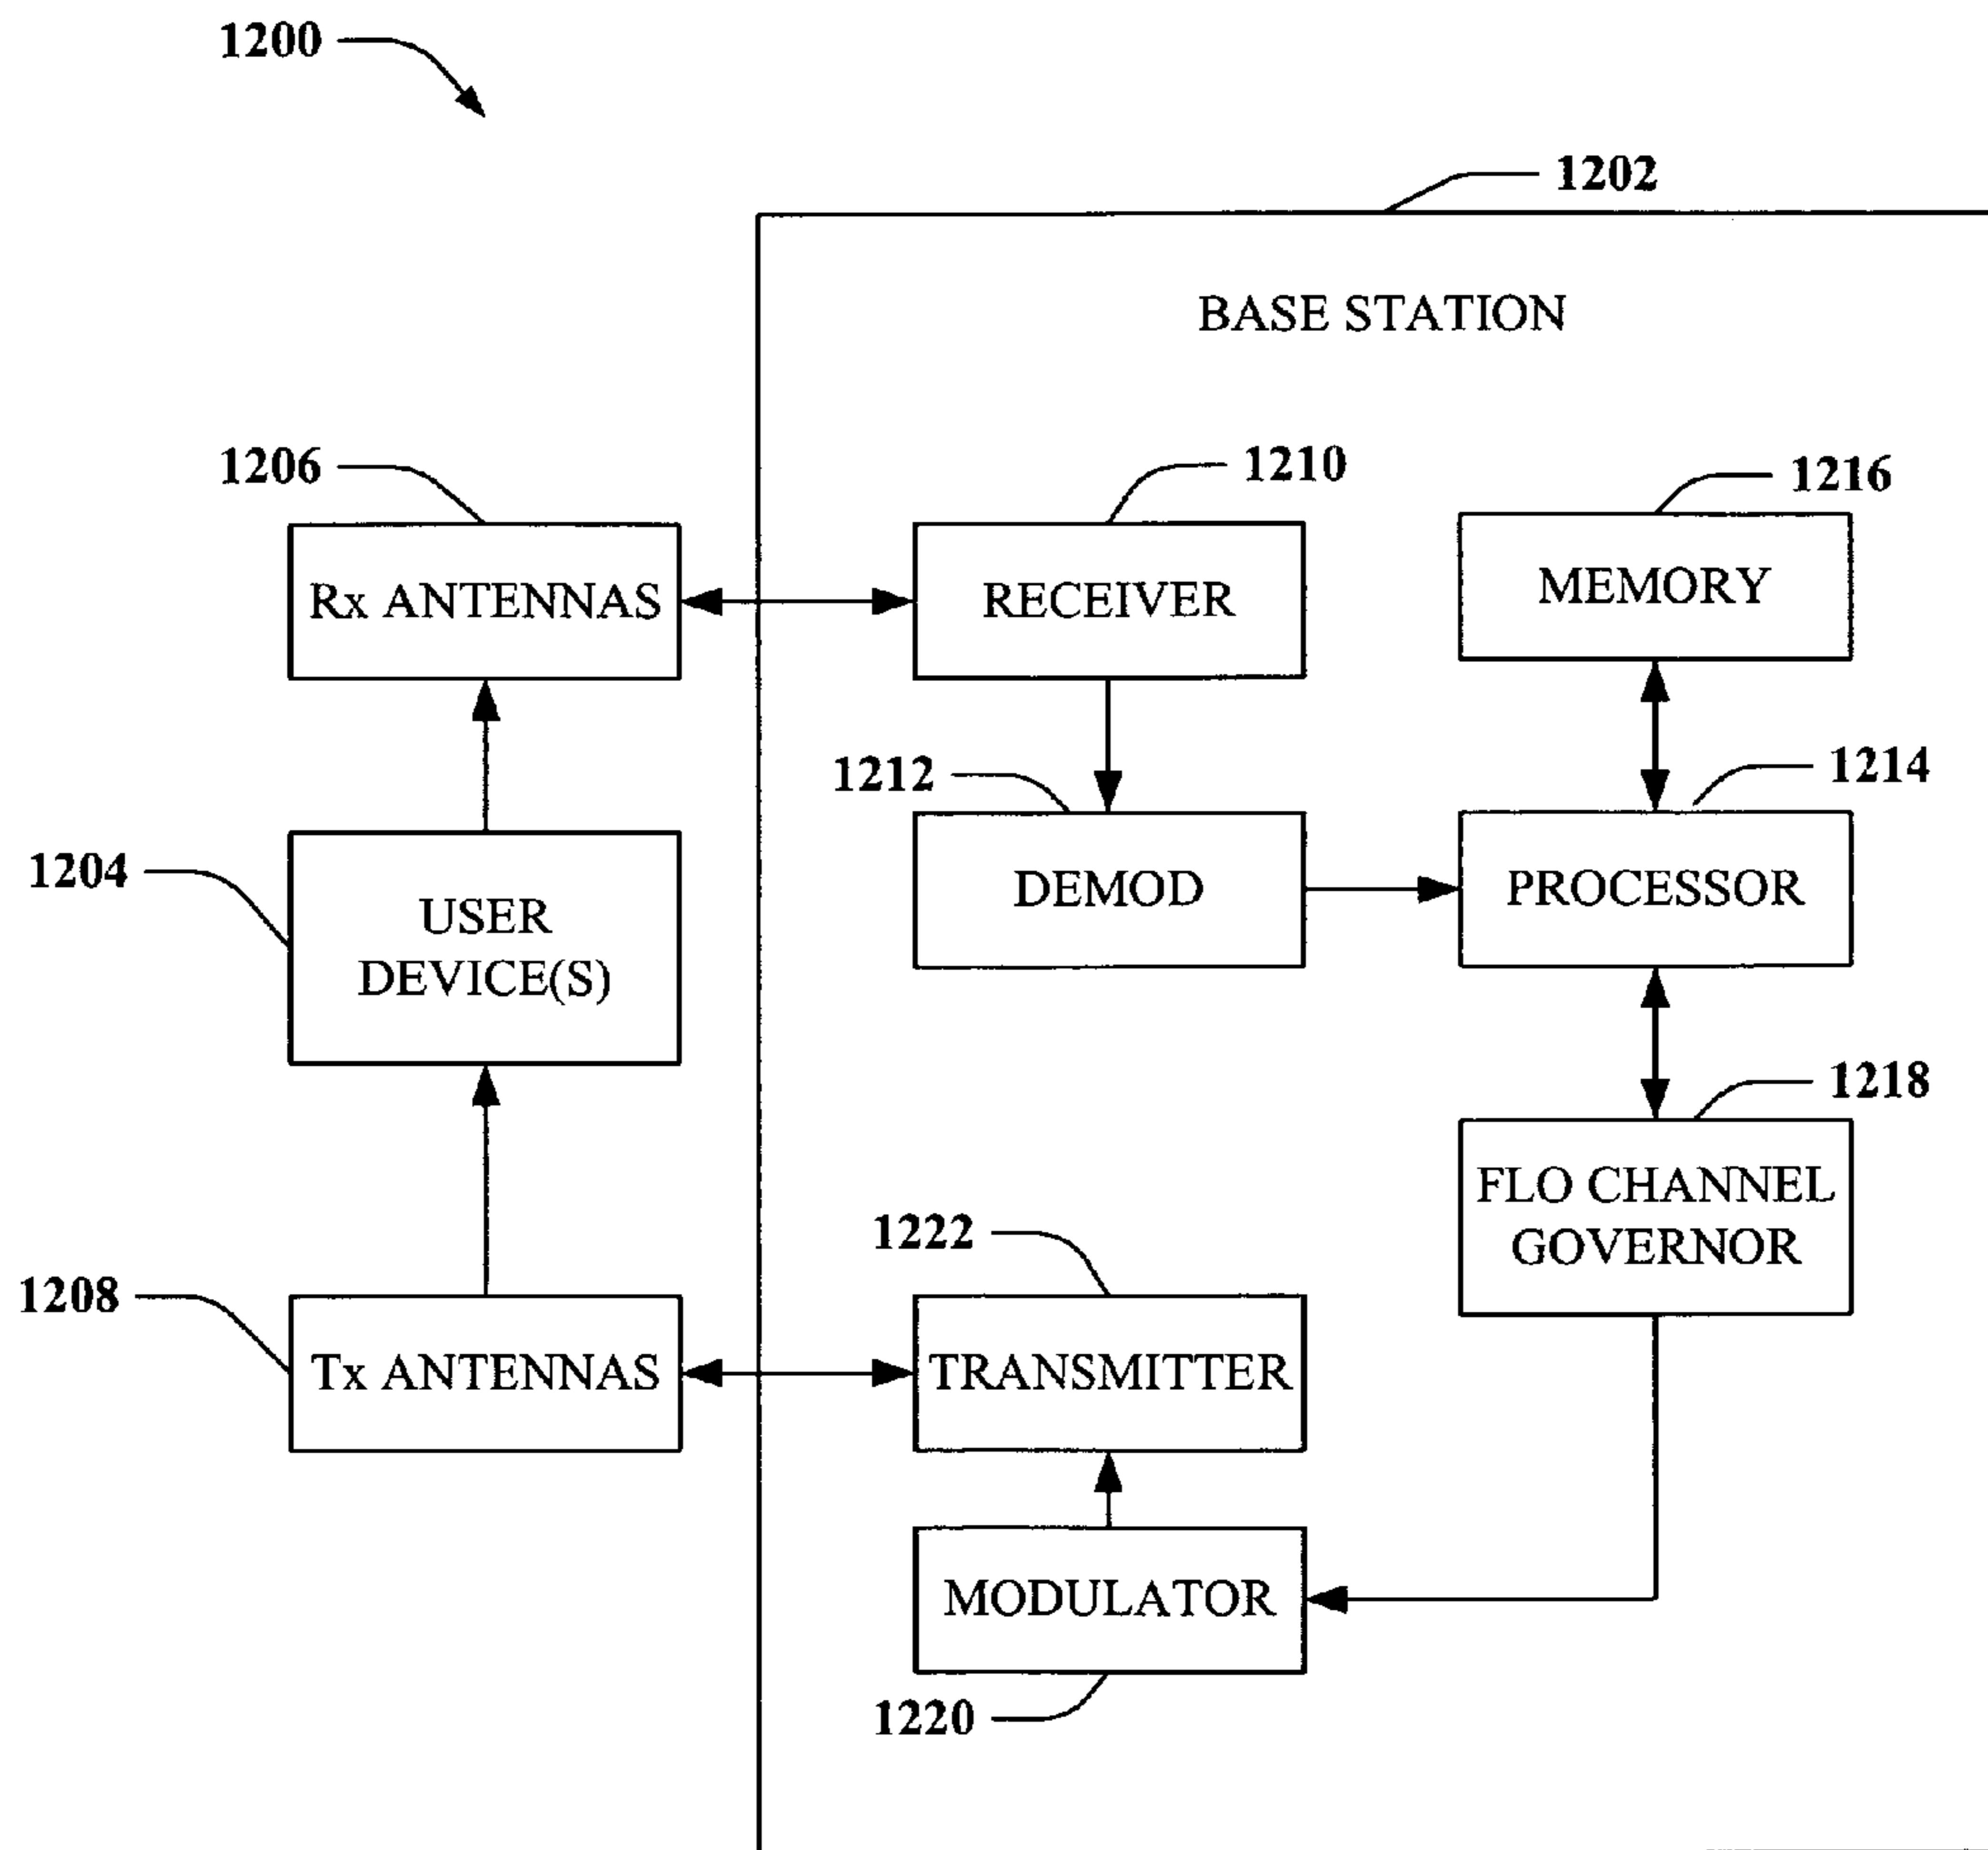 1200
1202
BASE STATION
1206
1210
1216
Rx ANTENNAS
RECEIVER
MEMORY
1212
1214
1204
USER
DEVICE(S)
DEMOD
PROCESSOR
1218
1222
FLO CHANNEL
GOVERNOR
1208
Tx ANTENNAS
TRANSMITTER
MODULATOR
1220